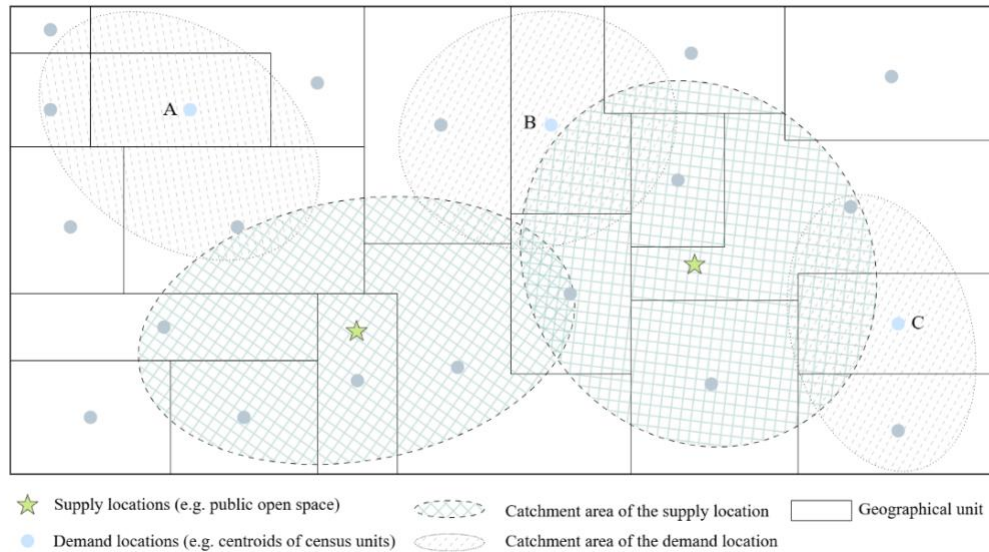 A
B
C
Supply locations (e.g. public open space)
Catchment area of the supply location
Geographical unit
Demand locations (e.g. centroids of census units)
Catchment area of the demand location